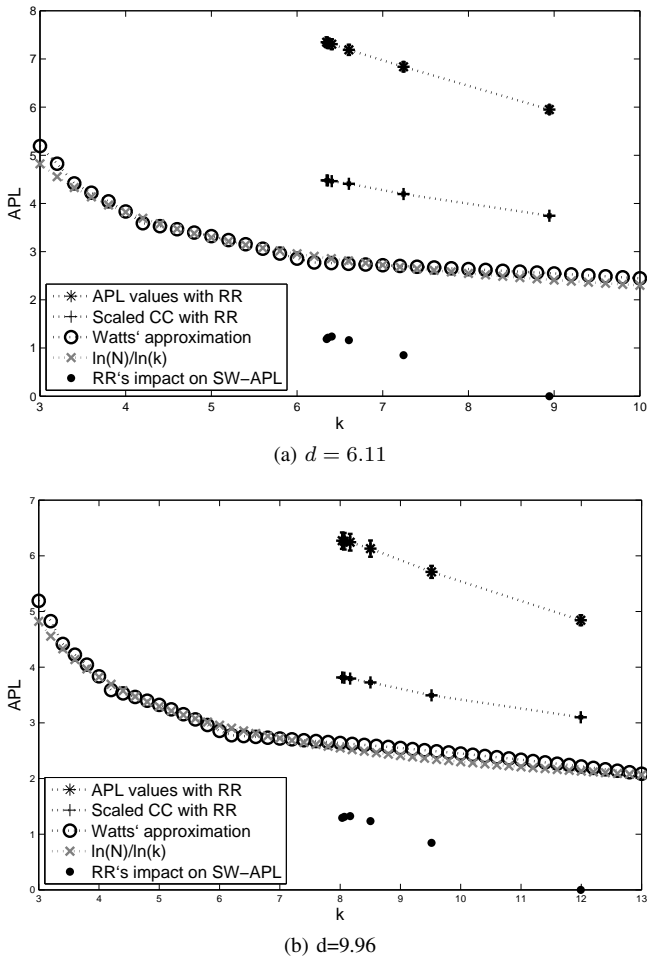 8
7
6
5
4
3
2
1
0
APL
APL values with RR
Scaled CC with RR
Watts‘ approximation
ln(N)/ln(k)
RR‘s impact on SW−APL
3 4 5 6 7 8 9 10
k
(a) d = 6.11
7
6
5
4
3
2
1
0
APL
APL values with RR
Scaled CC with RR
Watts‘ approximation
ln(N)/ln(k)
RR‘s impact on SW−APL
3 4 5 6 7 8 9 10 11 12 13
k
(b) d=9.96